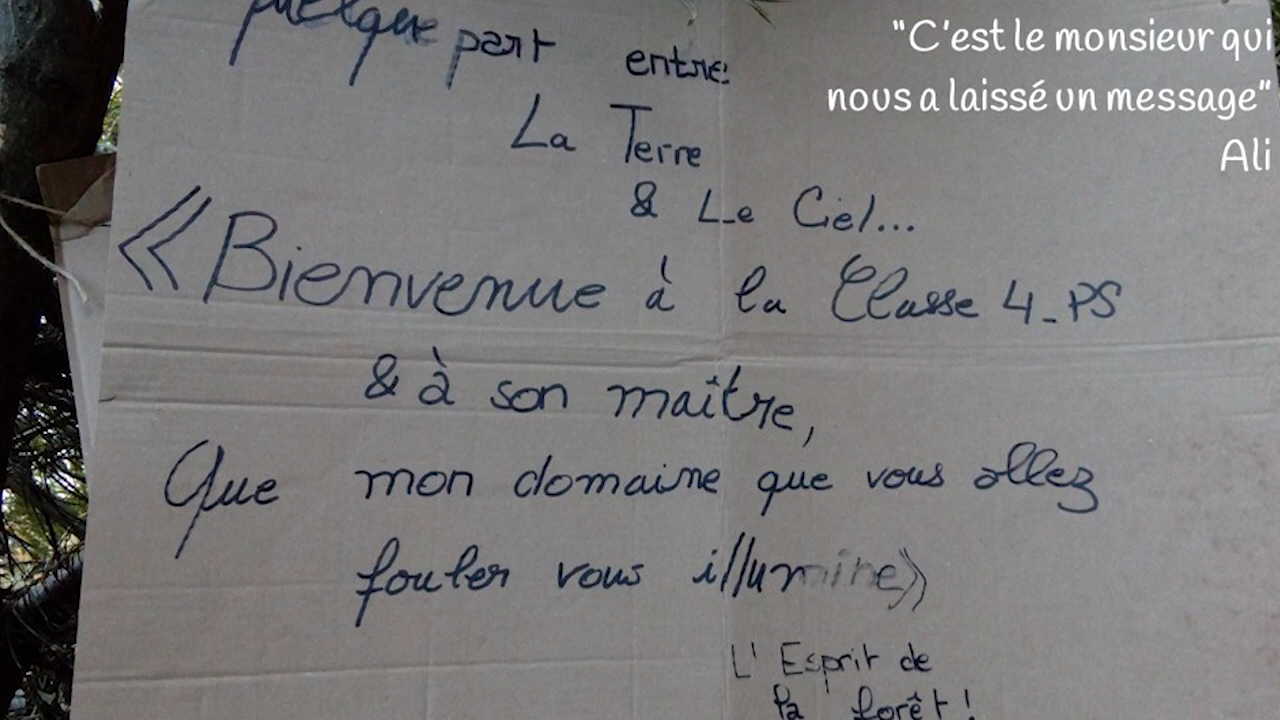 quelque part entre:
La Terre
& Le Ciel...
« Bienvenue à la Classe 4_PS
& à son maître,
Que mon domaine que vous allez
fouler vous illumine»
L'Esprit de
la forêt!
"C'est le monsieur qui
nous a laissé un message"
Ali